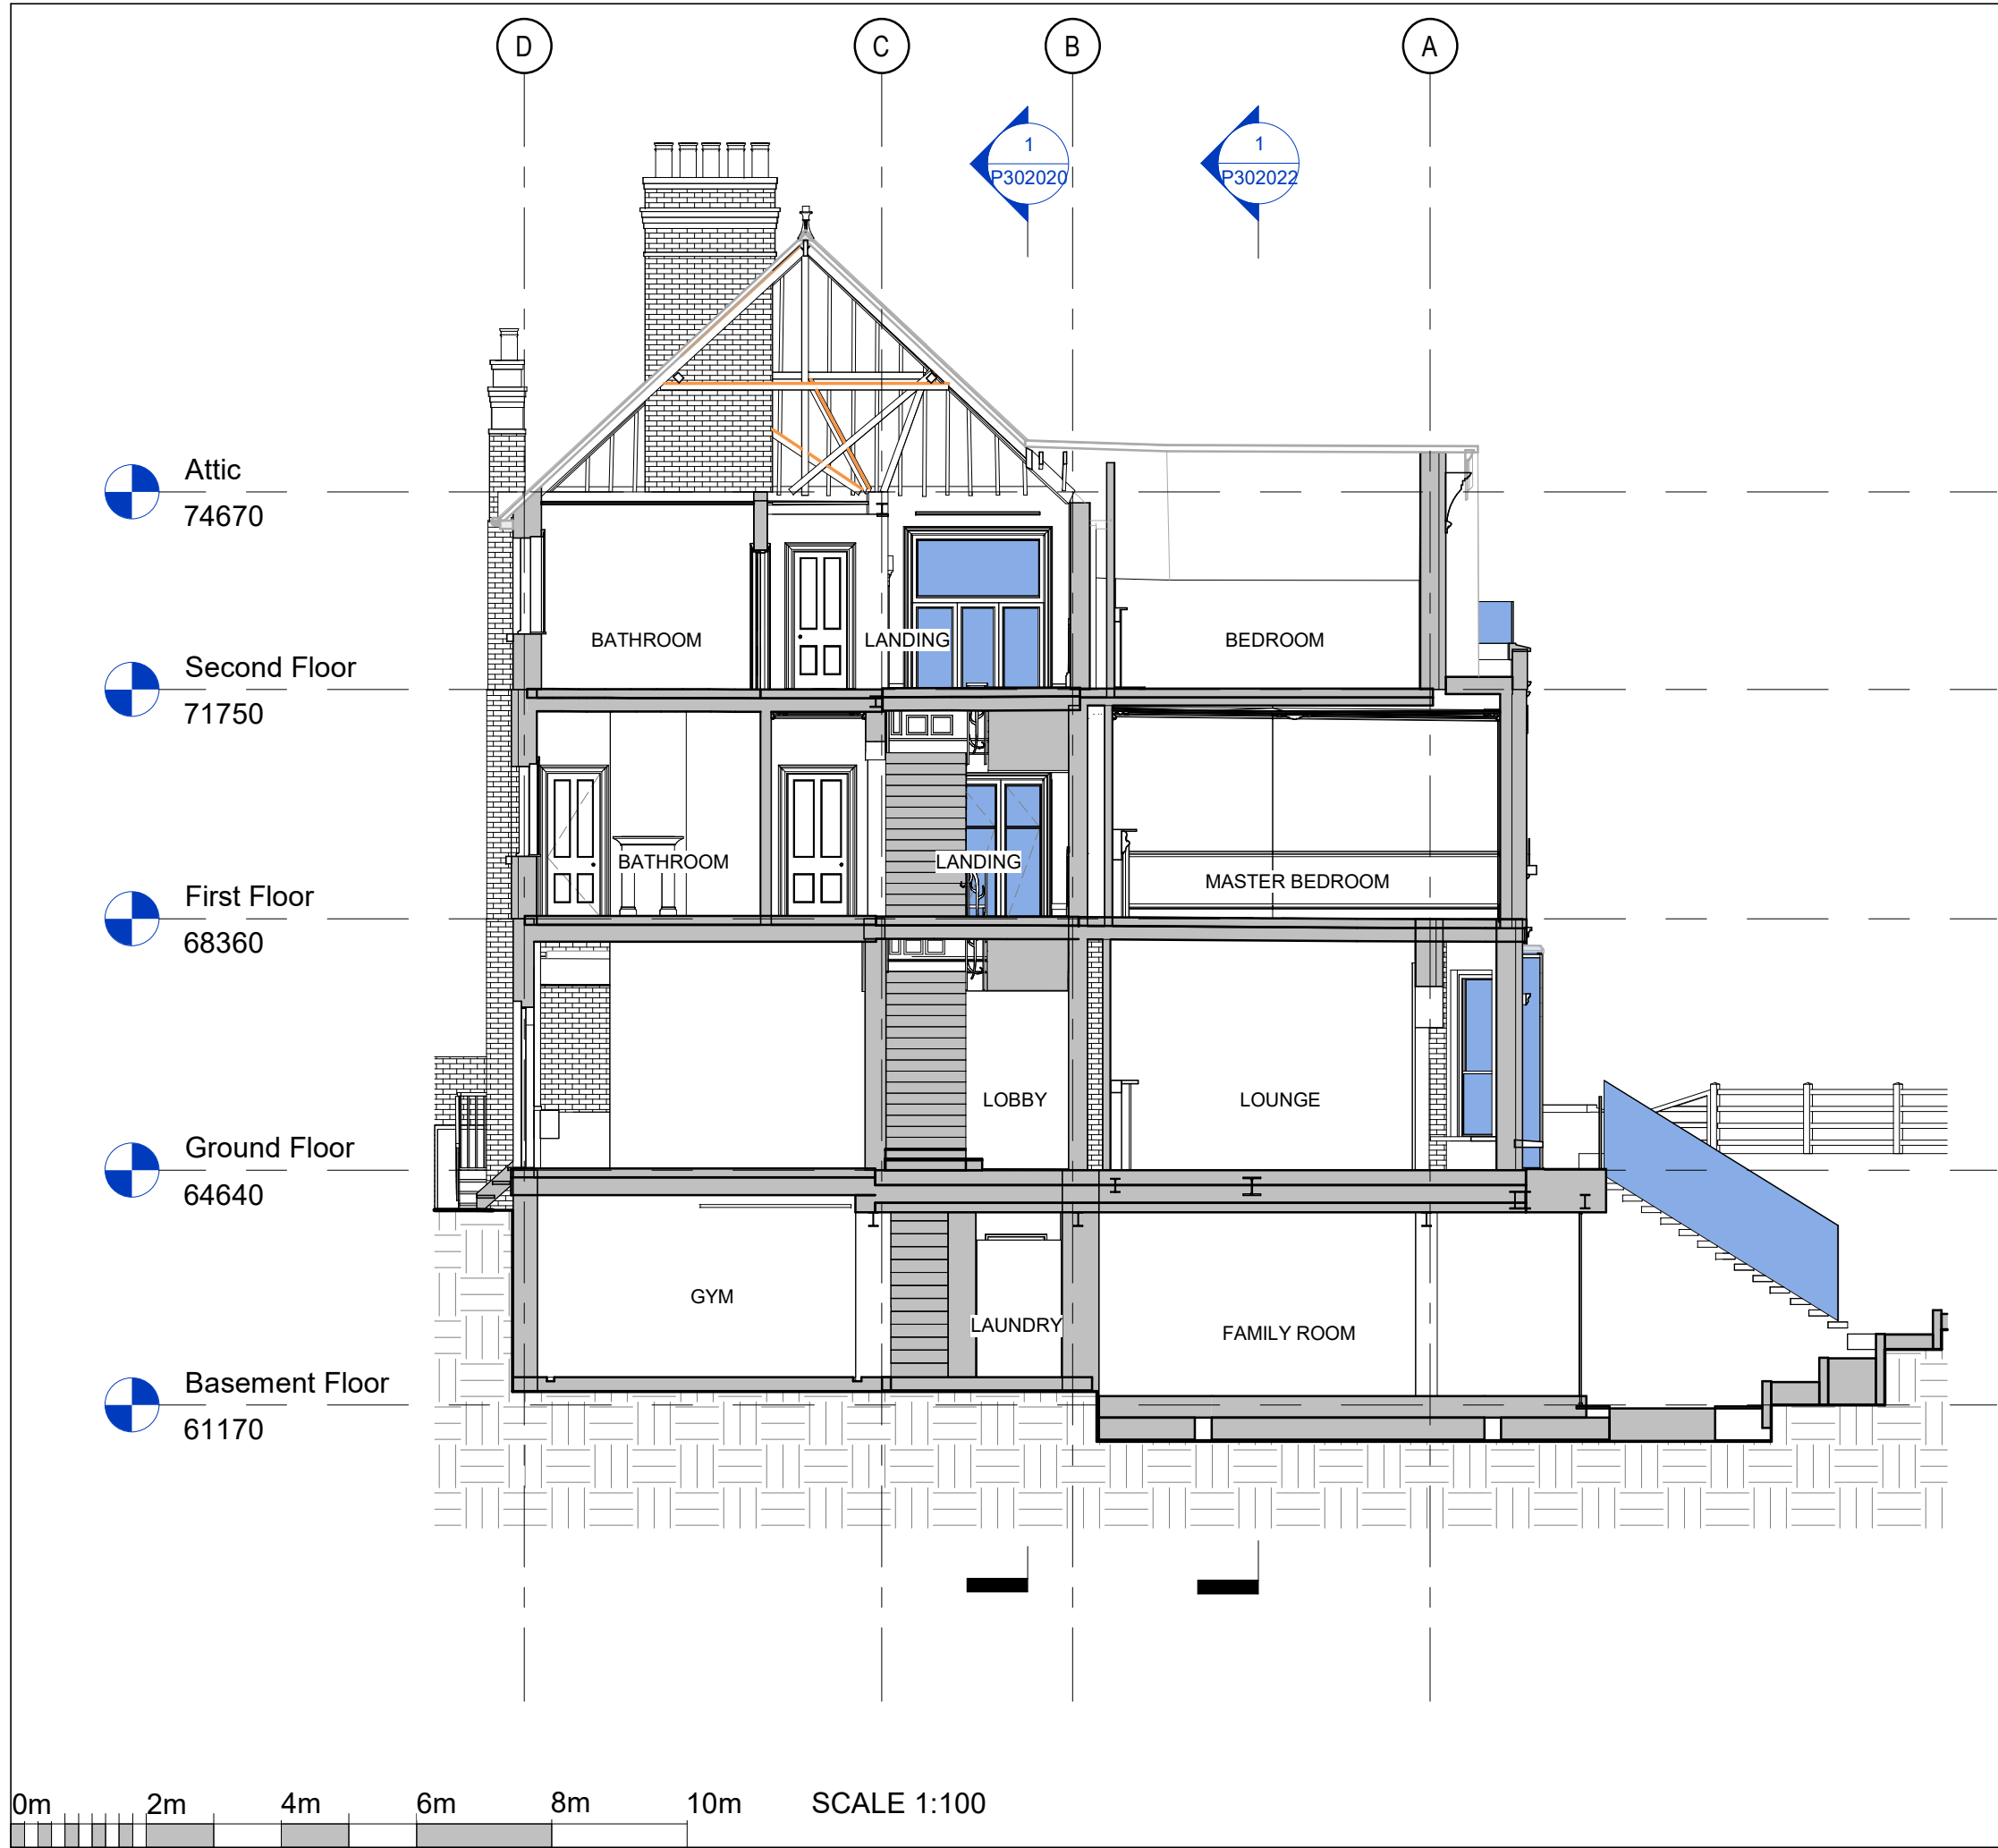 D
C
B
A
1
P302020
1
P302022
Attic
74670
BATHROOM
LANDING
BEDROOM
Second Floor
71750
BATHROOM
LANDING
MASTER BEDROOM
First Floor
68360
LOBBY
LOUNGE
Ground Floor
64640
GYM
LAUNDRY
FAMILY ROOM
Basement Floor
61170
0m 2m 4m 6m 8m 10m SCALE 1:100